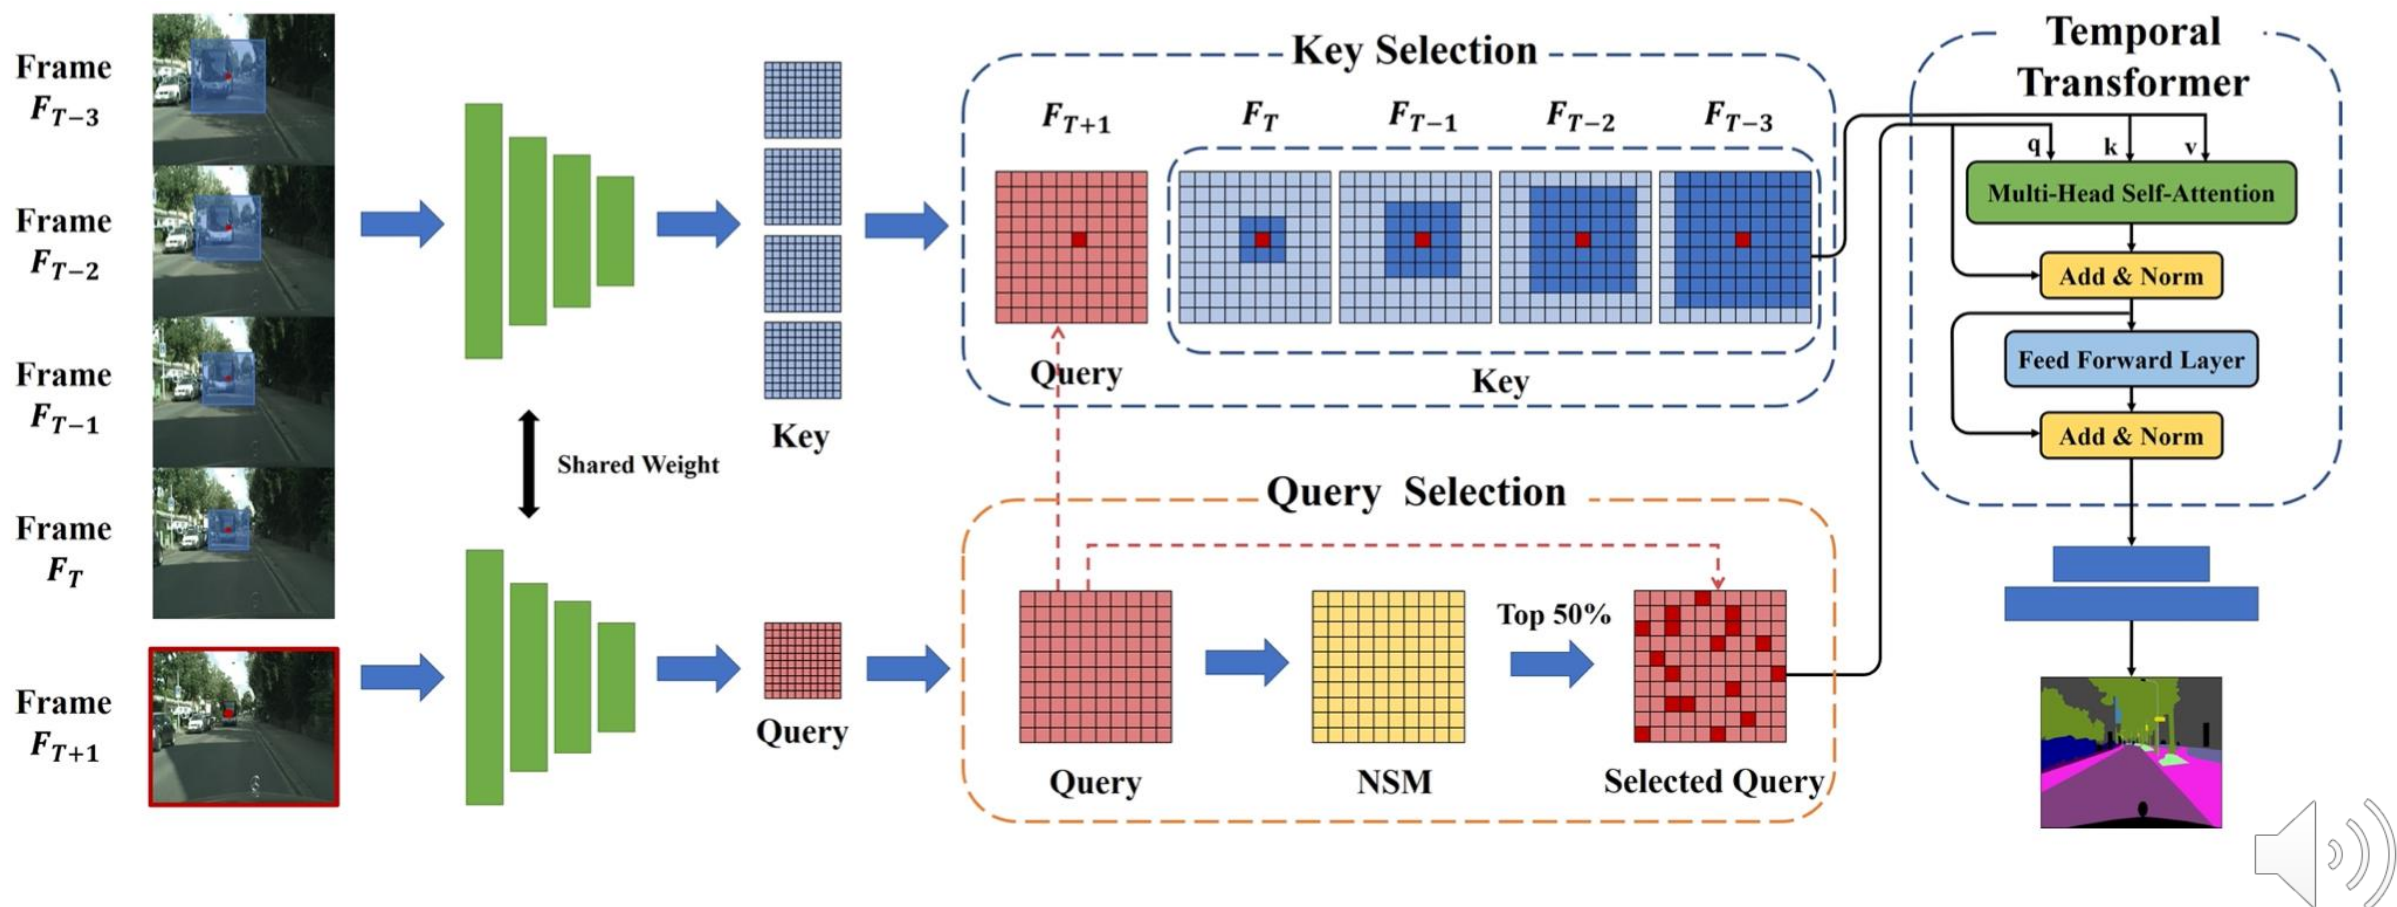 Frame
F_{T-3}
Frame
F_{T-2}
Frame
F_{T-1}
Frame
F_T
Frame
F_{T+1}
Shared Weight
Key
Query
Key Selection
F_{T+1}
F_T
F_{T-1}
F_{T-2}
F_{T-3}
Query
Key
Query Selection
Top 50%
Query
NSM
Selected Query
Temporal
Transformer
q
k
v
Multi-Head Self-Attention
Add & Norm
Feed Forward Layer
Add & Norm